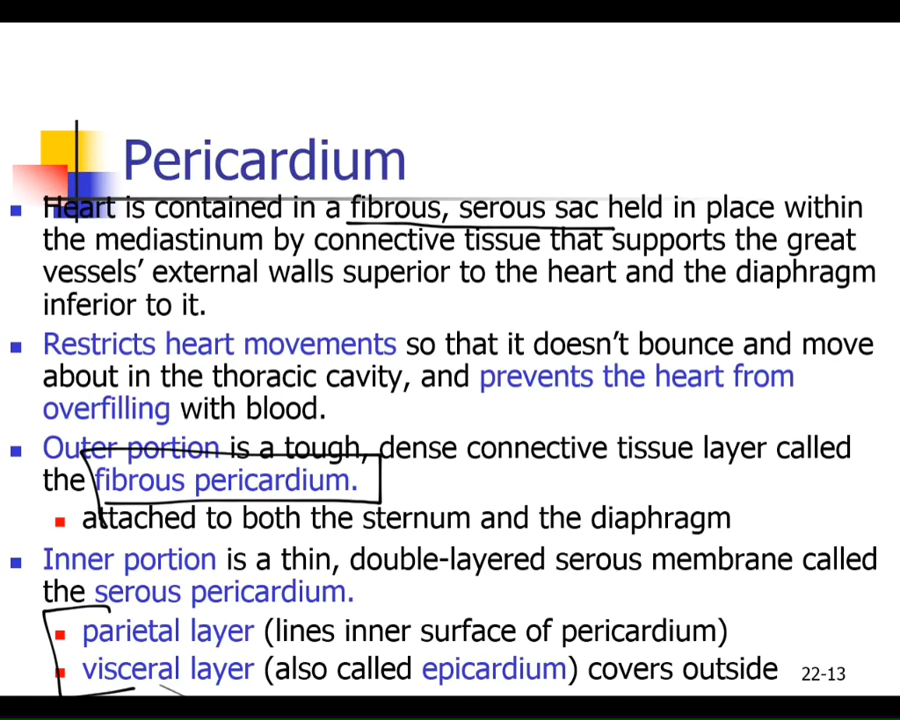 Pericardium
Heart is contained in a fibrous, serous sac held in place within
the mediastinum by connective tissue that supports the great
vessels’ external walls superior to the heart and the diaphragm
inferior to it.
Restricts heart movements so that it doesn’t bounce and move
about in the thoracic cavity, and prevents the heart from
overfilling with blood.
Outer portion is a tough, dense connective tissue layer called
the fibrous pericardium.
attached to both the sternum and the diaphragm
Inner portion is a thin, double-layered serous membrane called
the serous pericardium.
parietal layer (lines inner surface of pericardium)
visceral layer (also called epicardium) covers outside
22-13